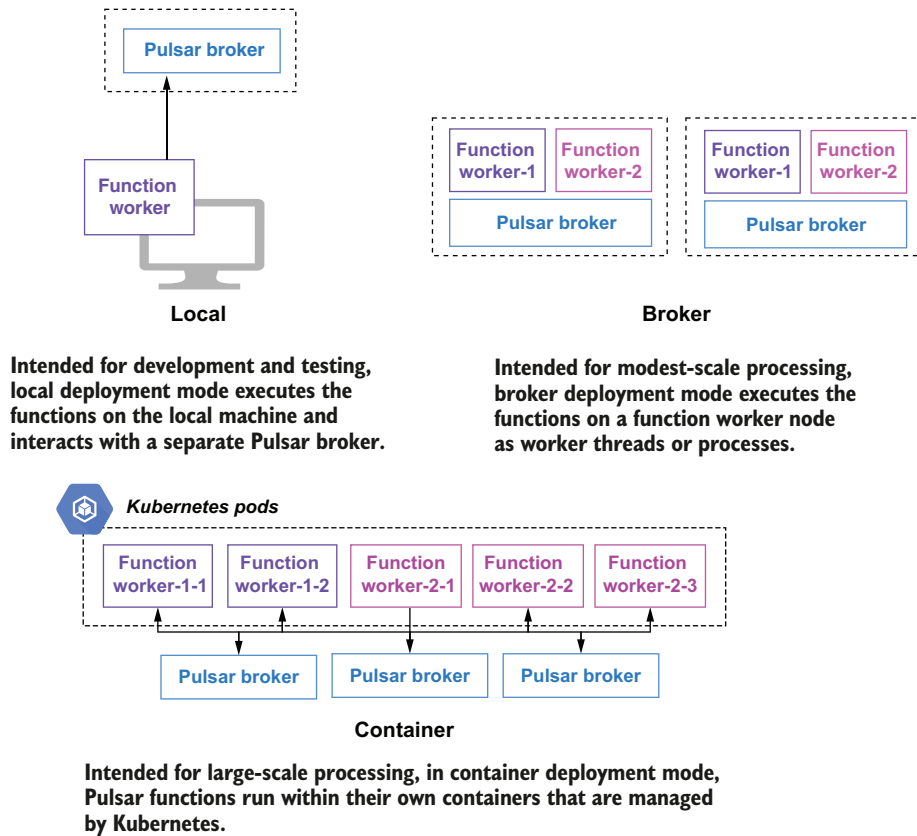 Pulsar broker
Function
worker
Local
Intended for development and testing,
local deployment mode executes the
functions on the local machine and
interacts with a separate Pulsar broker.
Function
worker-1
Function
worker-2
Pulsar broker
Function
worker-1
Function
worker-2
Pulsar broker
Broker
Intended for modest-scale processing,
broker deployment mode executes the
functions on a function worker node
as worker threads or processes.
Kubernetes pods
Function
worker-1-1
Function
worker-1-2
Function
worker-2-1
Function
worker-2-2
Function
worker-2-3
Pulsar broker
Pulsar broker
Pulsar broker
Container
Intended for large-scale processing, in container deployment mode,
Pulsar functions run within their own containers that are managed
by Kubernetes.